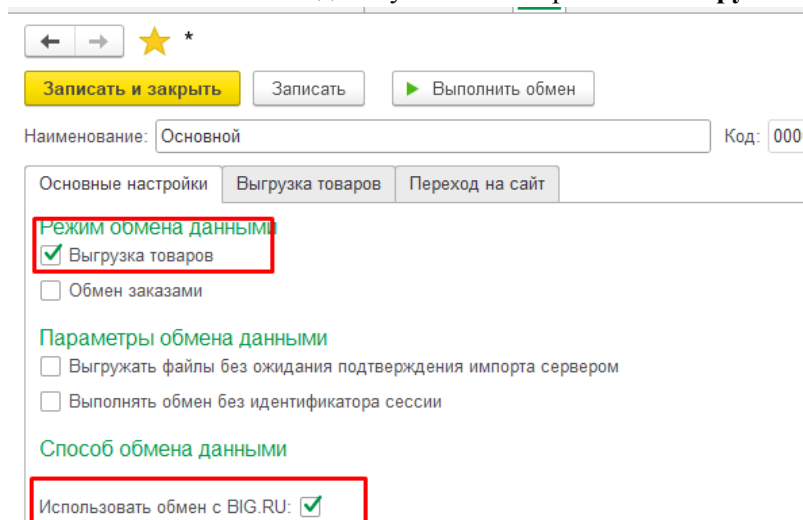 *
Записать и закрыть Записать Выполнить обмен
Наименование: Основной Код: 000
Основные настройки Выгрузка товаров Переход на сайт
Режим обмена данными
Выгрузка товаров
Обмен заказами
Параметры обмена данными
Выгружать файлы без ожидания подтверждения импорта сервером
Выполнять обмен без идентификатора сессии
Способ обмена данными
Использовать обмен с BIG.RU: